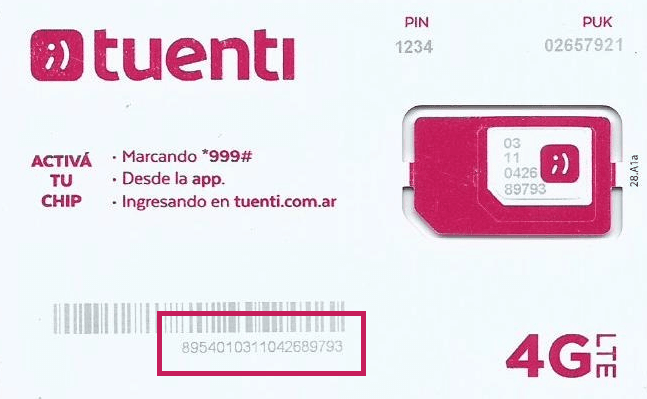 tuenti
PIN
1234
PUK
02657921
ACTIVÁ
TU
CHIP
· Marcando *999#
· Desde la app.
· Ingresando en tuenti.com.ar
03
11
0426
89793
28.A1a
8954010311042689793
4G LTE